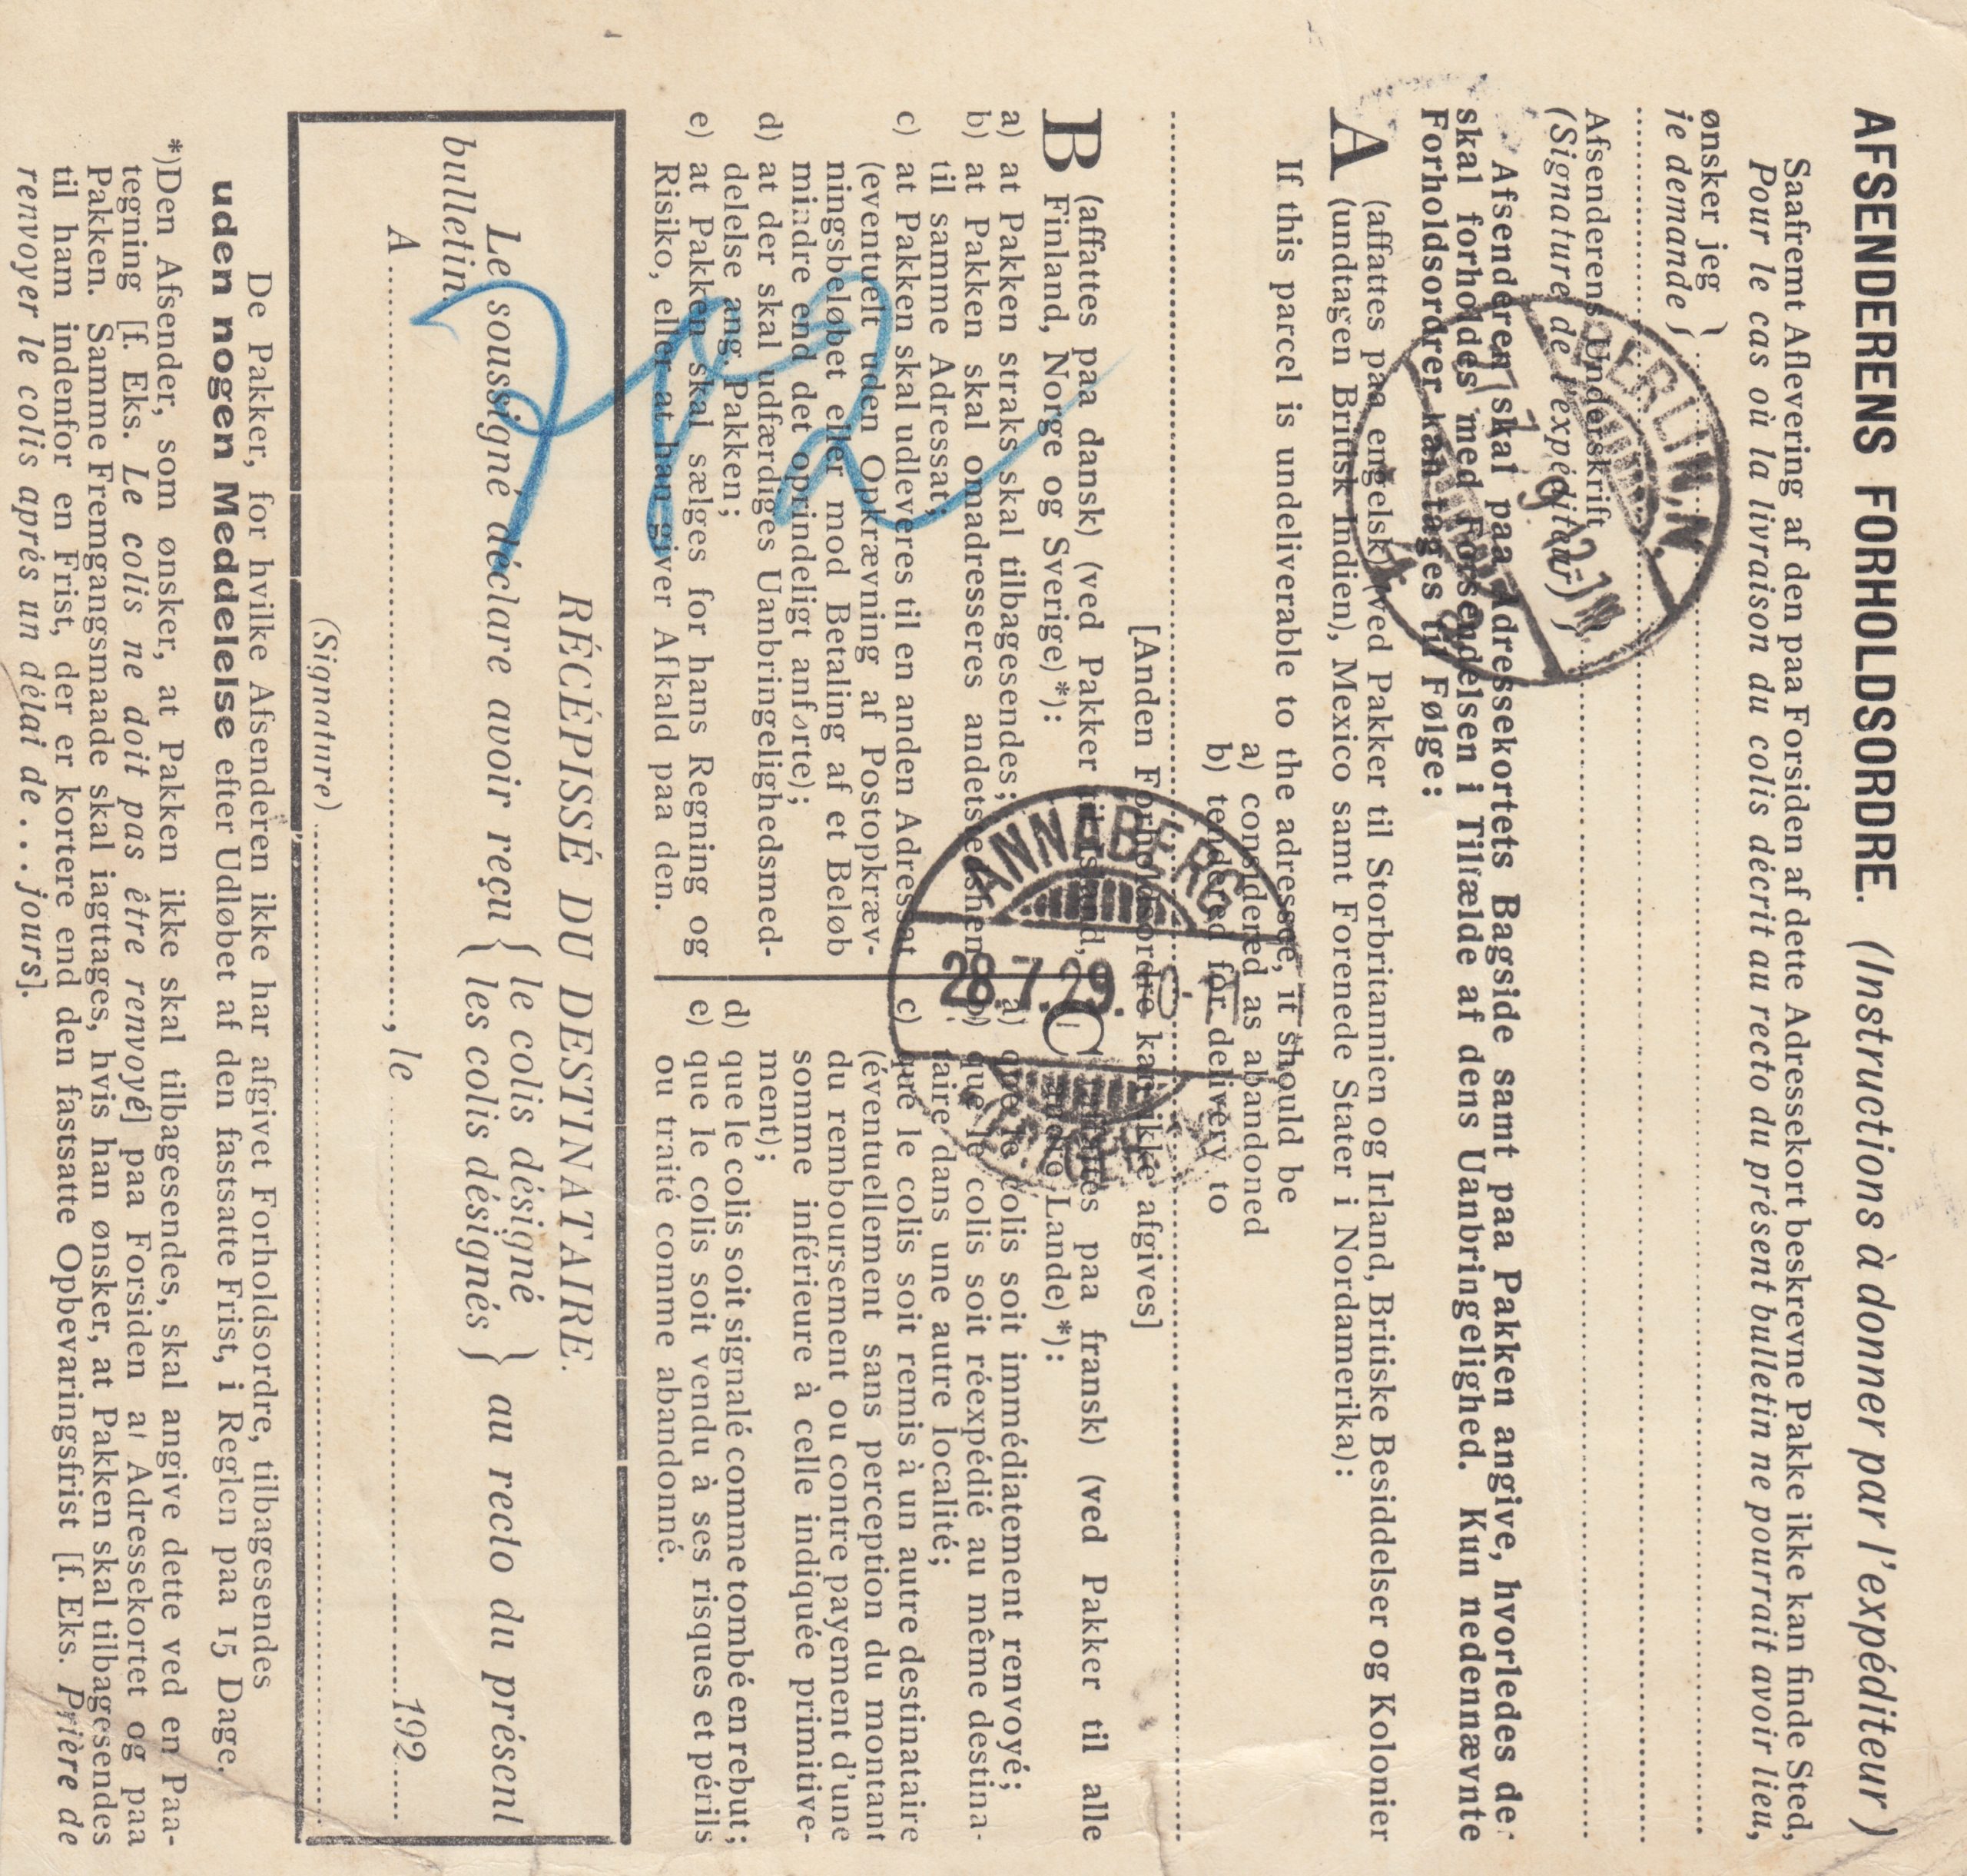 AFSENDERENS FORHOLDSORDRE. (Instructions à donner par l'expéditeur)
Saafremt Aflevering af den paa Forsiden af dette Adressekort beskrevne Pakke ikke kan finde Sted,
Pour le cas où la livraison du colis décrit au recto du présent bulletin ne pourrait avoir lieu,
ønsker jeg
je demande
Afsenderens Underskrift
(Signature de l'expéditeur)
Afsenderen skal paa Adressekortets Bagside samt paa Pakken angive, hvorledes der
skal forholdes med Forsendelsen i Tilfælde af dens Uanbringelighed. Kun nedennævnte
Forholdsordrer kan tages til Følge:
A (affattes paa engelsk) (ved Pakker til Storbritannien og Irland, Britiske Besiddelser og Kolonier
(undtagen Britisk Indien), Mexico samt Forenede Stater i Nordamerika):
If this parcel is undeliverable to the adressee, it should be
a) considered as abandoned
b) tendered for delivery to
[Anden Forholdsordre kan ikke afgives]
B (affattes paa dansk) (ved Pakker til Island,
Finland, Norge og Sverige)*):
a) at Pakken straks skal tilbagesendes;
b) at Pakken skal omadresseres andetsteds hen
til samme Adressat;
c) at Pakken skal udleveres til en anden Adressat
(eventuelt uden Opkrævning af Postopkræv-
ningsbeløbet eller mod Betaling af et Beløb
mindre end det oprindeligt anførte);
d) at der skal udfærdiges Uanbringelighedsmed-
delelse ang. Pakken;
e) at Pakken skal sælges for hans Regning og
Risiko, eller at han giver Afkald paa den.
C (affattes paa fransk) (ved Pakker til alle
andre Lande)*):
a) que le colis soit immédiatement renvoyé;
b) que le colis soit réexpédié au même destina-
taire dans une autre localité;
c) que le colis soit remis à un autre destinataire
(éventuellement sans perception du montant
du remboursement ou contre payement d'une
somme inférieure à celle indiquée primitive-
ment);
d) que le colis soit signalé comme tombé en rebut;
e) que le colis soit vendu à ses risques et périls
ou traité comme abandonné.
RÉCÉPISSÉ DU DESTINATAIRE.
Le soussigné déclare avoir reçu { le colis désigné / les colis désignés } au recto du présent
bulletin.
A, le 192
(Signature)
De Pakker, for hvilke Afsenderen ikke har afgivet Forholdsordre, tilbagesendes
uden nogen Meddelelse efter Udløbet af den fastsatte Frist, i Reglen paa 15 Dage.
*)Den Afsender, som ønsker, at Pakken ikke skal tilbagesendes, skal angive dette ved en Paa-
tegning [f. Eks. Le colis ne doit pas être renvoyé] paa Forsiden af Adressekortet og paa
Pakken. Samme Fremgangsmaade skal iagttages, hvis han ønsker, at Pakken skal tilbagesendes
til ham indenfor en Frist, der er kortere end den fastsatte Opbevaringsfrist [f. Eks. Prière de
renvoyer le colis après un délai de . . . jours].
BERLIN, N.
4
ANNABERG
28.7.29.